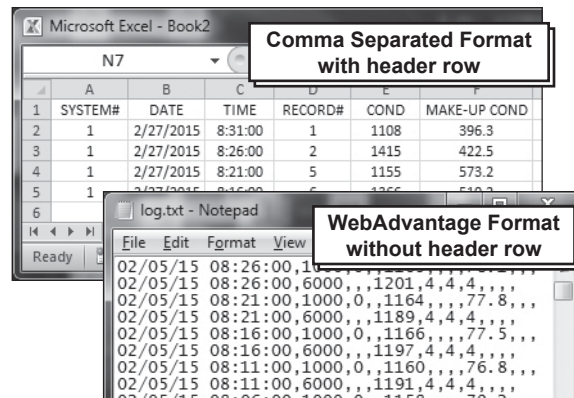 Microsoft Excel - Book2
Comma Separated Format
with header row
N7
A B C D E F
1 SYSTEM# DATE TIME RECORD# COND MAKE-UP COND
2 1 2/27/2015 8:31:00 1 1108 396.3
3 1 2/27/2015 8:26:00 2 1415 422.5
4 1 2/27/2015 8:21:00 5 1155 573.2
5 1
6
Ready
log.txt - Notepad
WebAdvantage Format
without header row
File Edit Format View
02/05/15 08:26:00,
02/05/15 08:26:00,6000,,,1201,4,4,4,,,,
02/05/15 08:21:00,1000,0,,1164,,,,77.8,,,
02/05/15 08:21:00,6000,,,1189,4,4,4,,,,
02/05/15 08:16:00,1000,0,,1166,,,,77.5,,,
02/05/15 08:16:00,6000,,,1197,4,4,4,,,,
02/05/15 08:11:00,1000,0,,1160,,,,76.8,,,
02/05/15 08:11:00,6000,,,1191,4,4,4,,,,